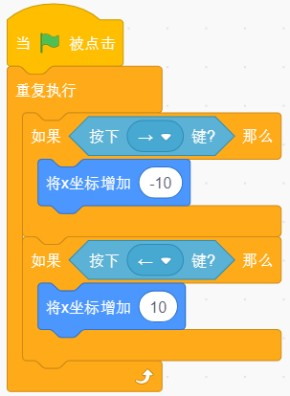 当 被点击
重复执行
如果 按下 → 键? 那么
将x坐标增加 -10
如果 按下 ← 键? 那么
将x坐标增加 10